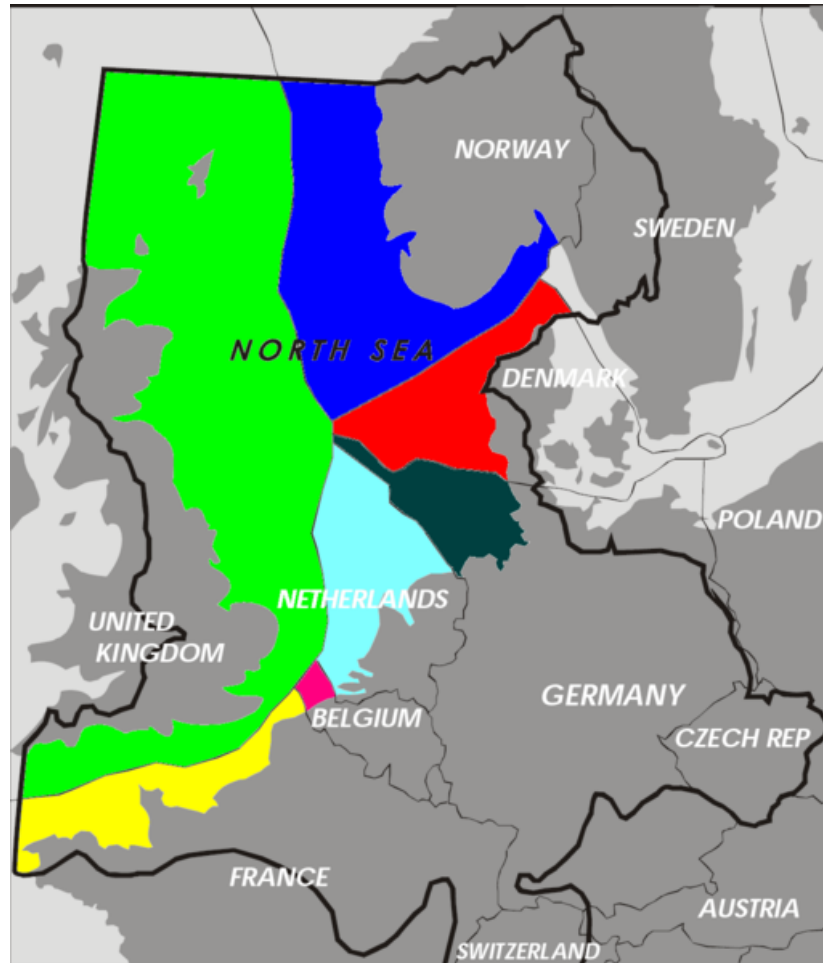 NORWAY
SWEDEN
NORTH SEA
DENMARK
POLAND
NETHERLANDS
UNITED
KINGDOM
GERMANY
BELGIUM
CZECH REP
FRANCE
AUSTRIA
SWITZERLAND